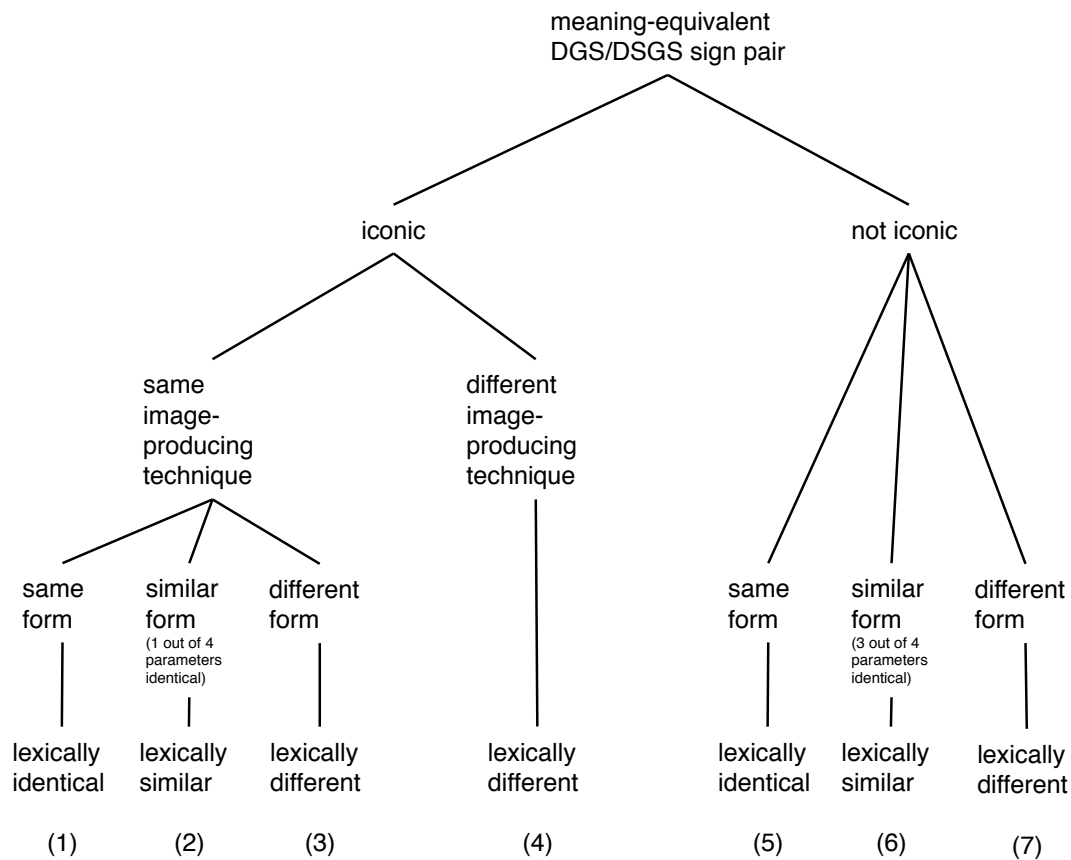 meaning-equivalent
DGS/DSGS sign pair
iconic
not iconic
same
image-
producing
technique
different
image-
producing
technique
same
form
similar
form
(1 out of 4
parameters
identical)
different
form
same
form
similar
form
(3 out of 4
parameters
identical)
different
form
lexically
identical
lexically
similar
lexically
different
lexically
different
lexically
identical
lexically
similar
lexically
different
(1)
(2)
(3)
(4)
(5)
(6)
(7)